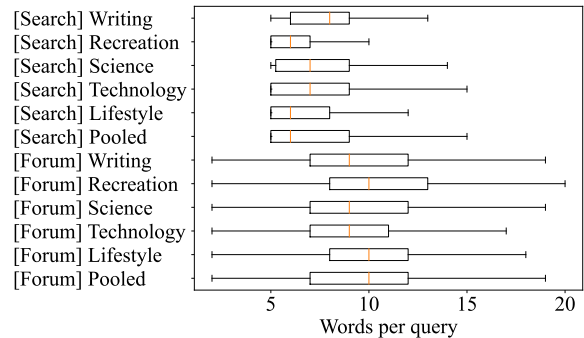 [Search] Writing
[Search] Recreation
[Search] Science
[Search] Technology
[Search] Lifestyle
[Search] Pooled
[Forum] Writing
[Forum] Recreation
[Forum] Science
[Forum] Technology
[Forum] Lifestyle
[Forum] Pooled
5 10 15 20
Words per query